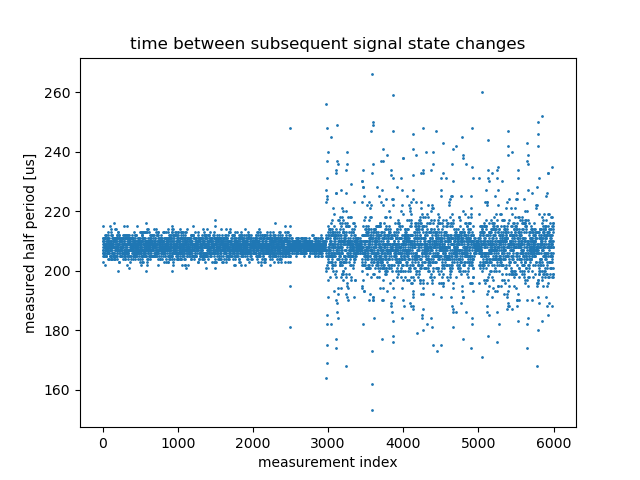 time between subsequent signal state changes
measured half period [us]
260
240
220
200
180
160
0 1000 2000 3000 4000 5000 6000
measurement index